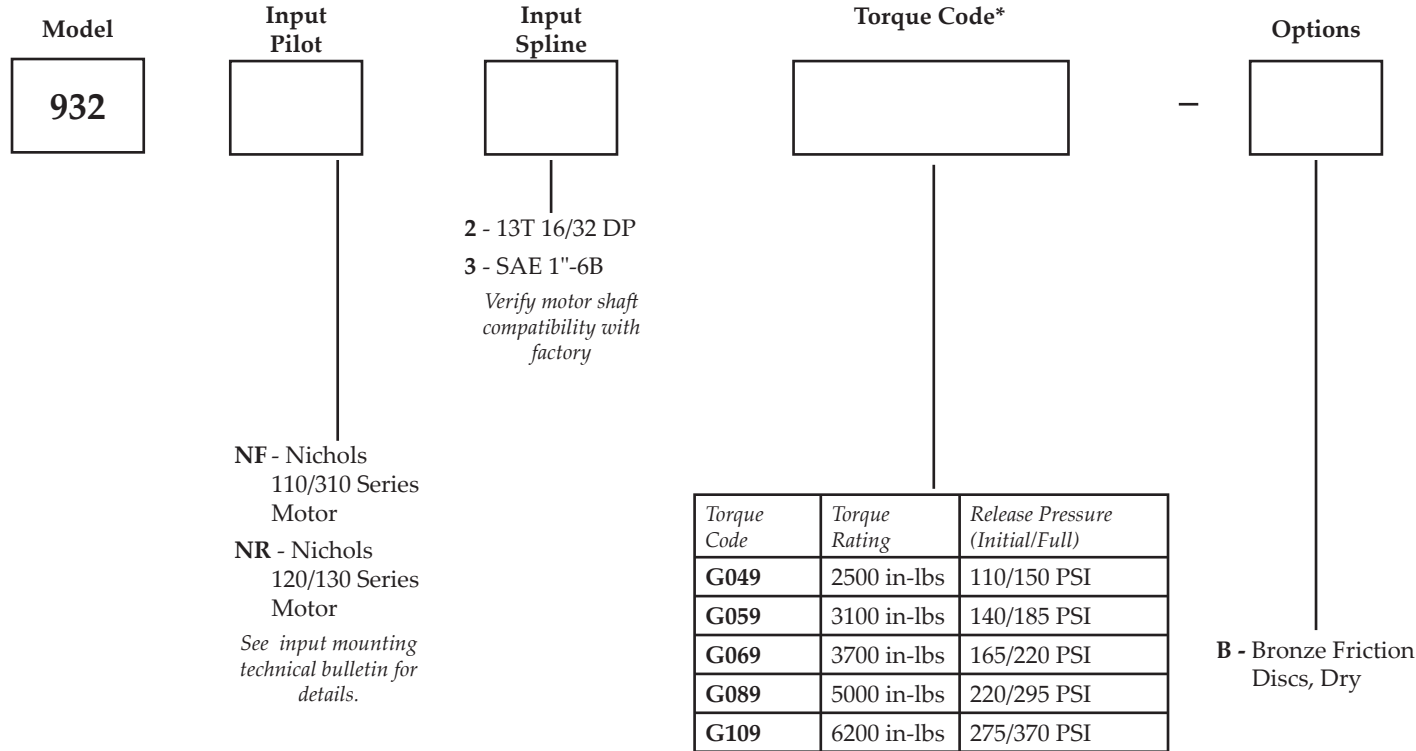 Model
Input
Pilot
Input
Spline
Torque Code*
Options
932
–
2 - 13T 16/32 DP
3 - SAE 1"-6B
Verify motor shaft
compatibility with
factory
NF - Nichols
110/310 Series
Motor
NR - Nichols
120/130 Series
Motor
See input mounting
technical bulletin for
details.
Torque Code | Torque Rating | Release Pressure (Initial/Full)
G049 | 2500 in-lbs | 110/150 PSI
G059 | 3100 in-lbs | 140/185 PSI
G069 | 3700 in-lbs | 165/220 PSI
G089 | 5000 in-lbs | 220/295 PSI
G109 | 6200 in-lbs | 275/370 PSI
B - Bronze Friction
Discs, Dry